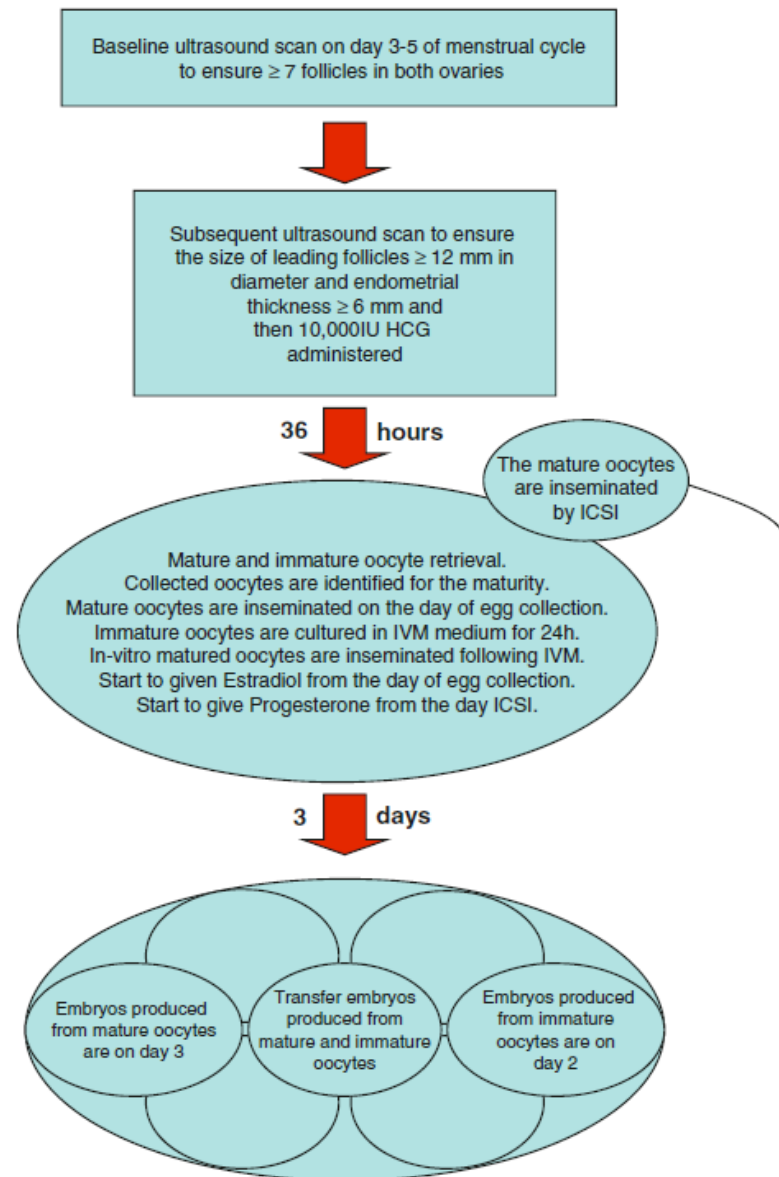 Baseline ultrasound scan on day 3-5 of menstrual cycle
to ensure ≥ 7 follicles in both ovaries
Subsequent ultrasound scan to ensure
the size of leading follicles ≥ 12 mm in
diameter and endometrial
thickness ≥ 6 mm and
then 10,000IU HCG
administered
36 hours
The mature oocytes
are inseminated
by ICSI
Mature and immature oocyte retrieval.
Collected oocytes are identified for the maturity.
Mature oocytes are inseminated on the day of egg collection.
Immature oocytes are cultured in IVM medium for 24h.
In-vitro matured oocytes are inseminated following IVM.
Start to given Estradiol from the day of egg collection.
Start to give Progesterone from the day ICSI.
3 days
Embryos produced
from mature oocytes
are on day 3
Transfer embryos
produced from
mature and immature
oocytes
Embryos produced
from immature
oocytes are on
day 2